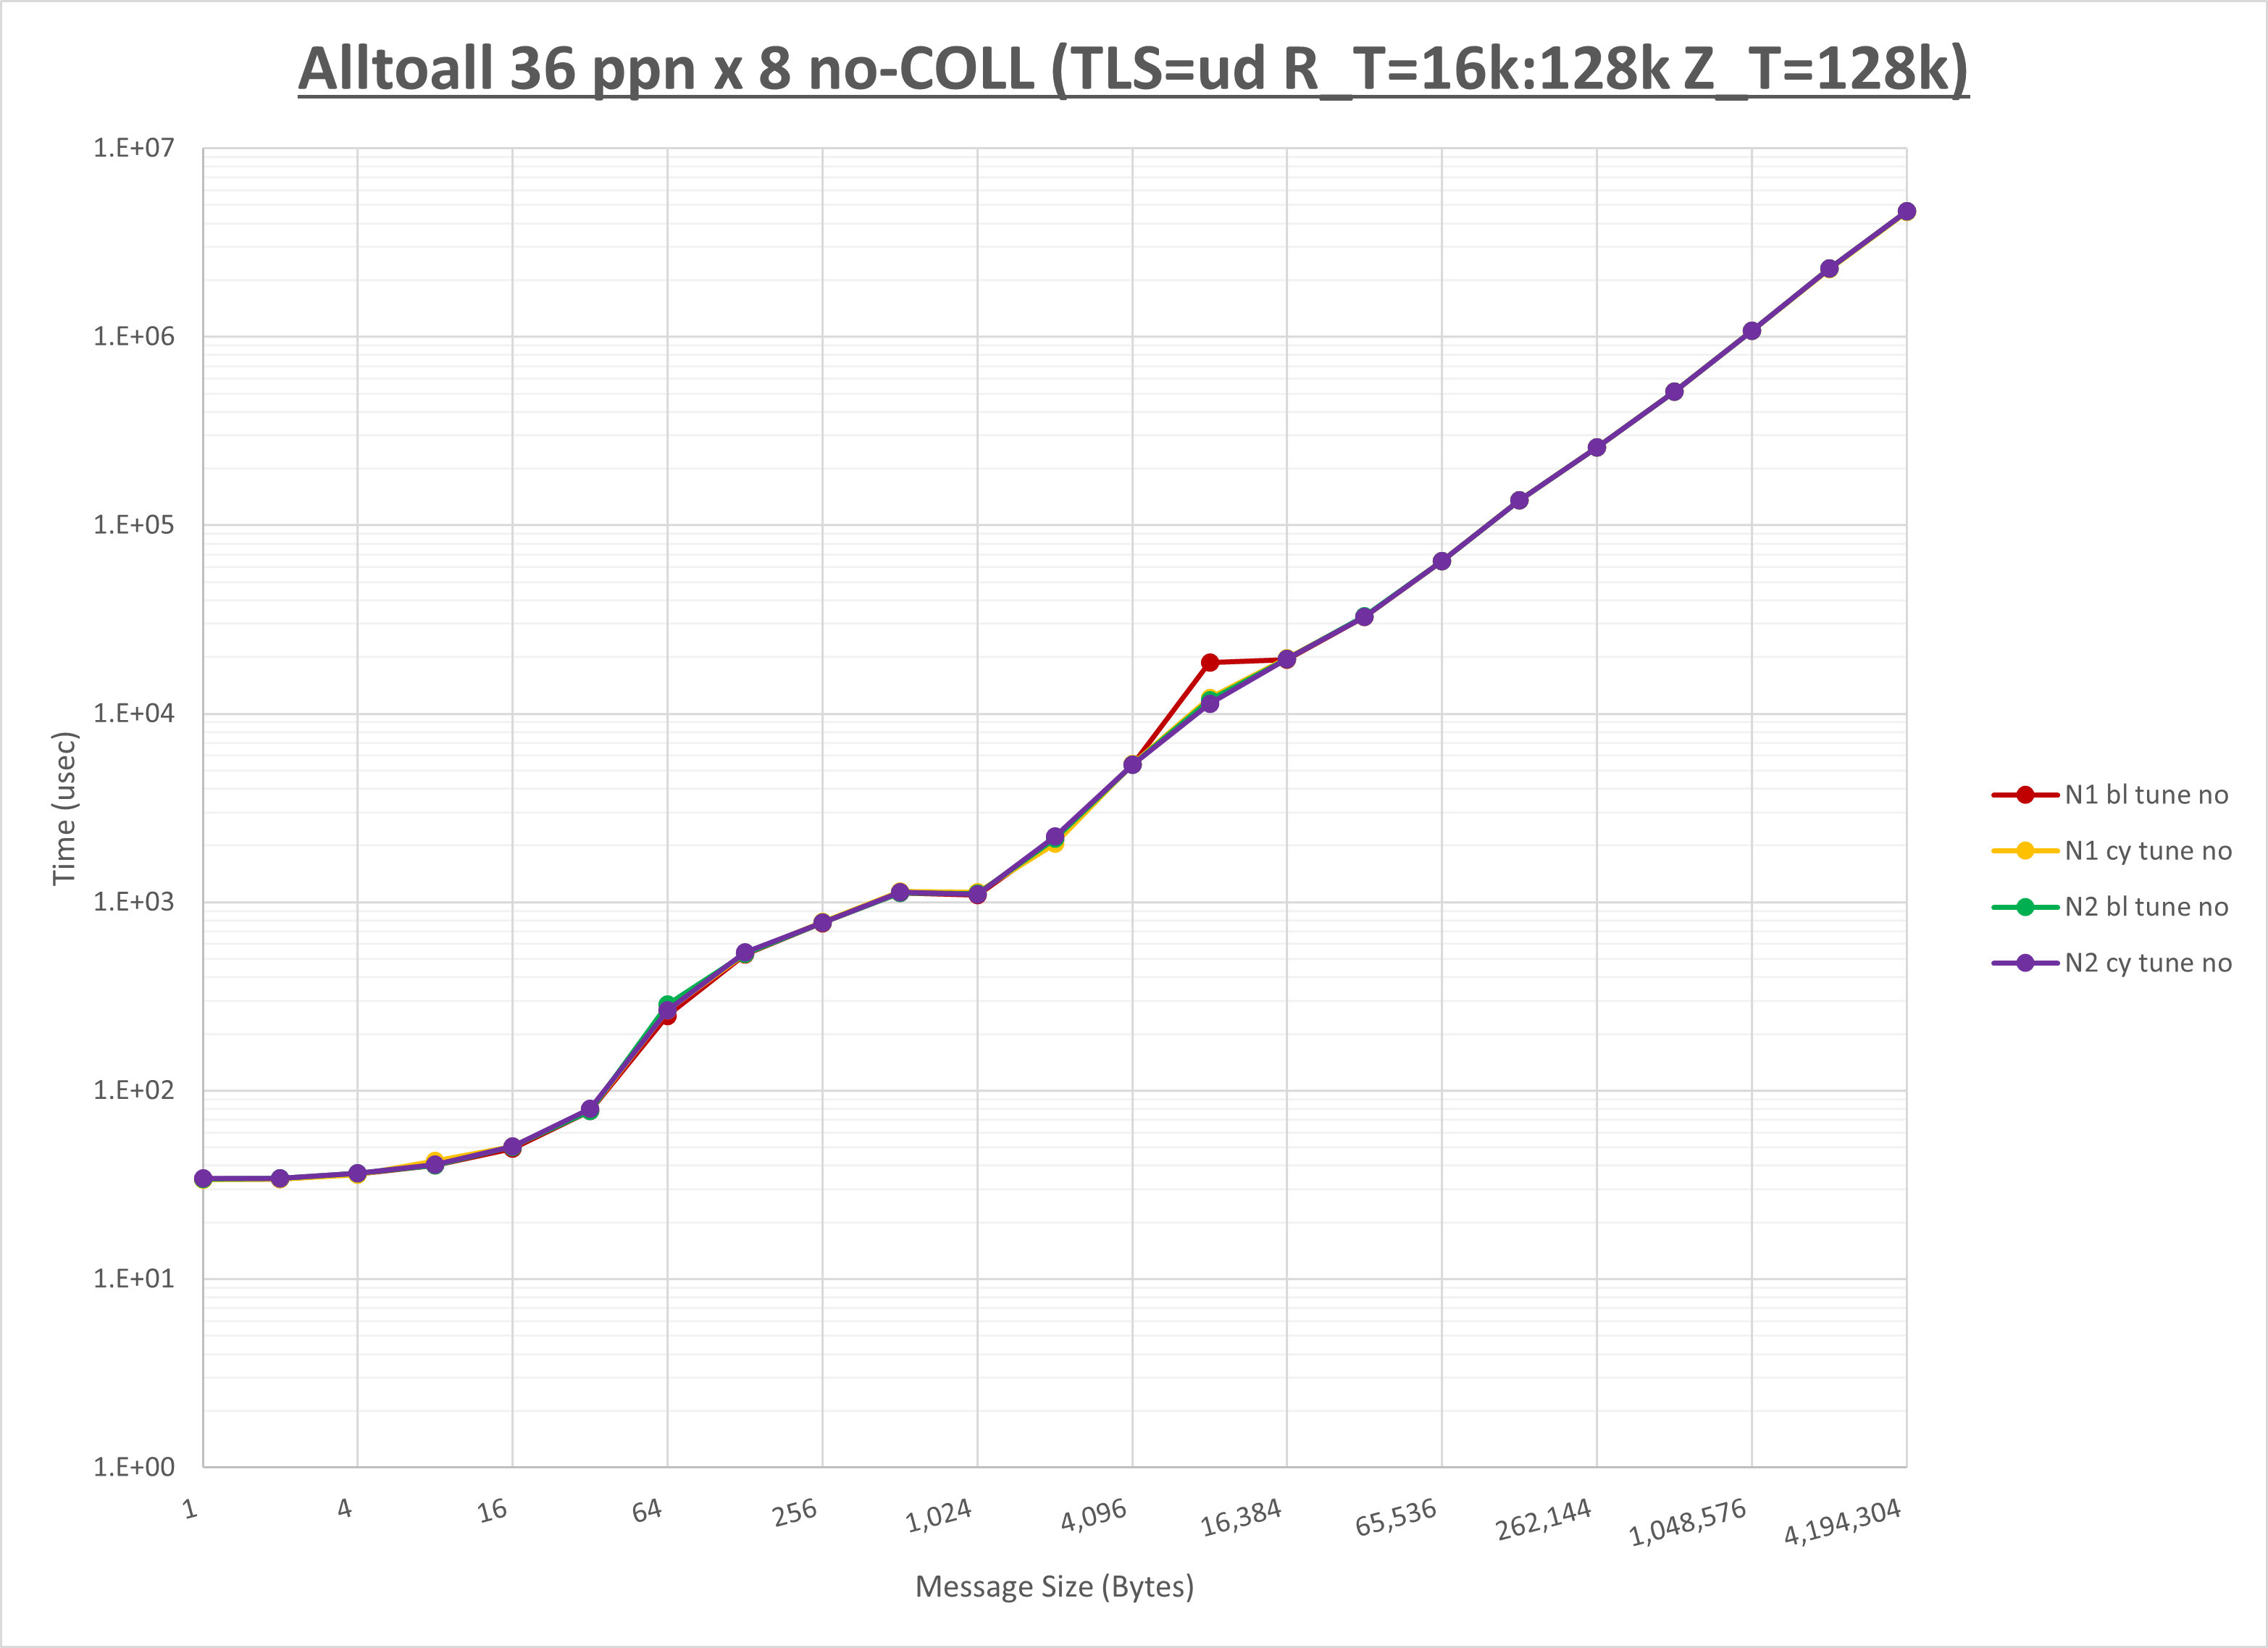 Alltoall 36 ppn x 8 no-COLL (TLS=ud R_T=16k:128k Z_T=128k)
1.E+07
1.E+06
1.E+05
1.E+04
1.E+03
1.E+02
1.E+01
1.E+00
Time (usec)
1
4
16
64
256
1,024
4,096
16,384
65,536
262,144
1,048,576
4,194,304
Message Size (Bytes)
N1 bl tune no
N1 cy tune no
N2 bl tune no
N2 cy tune no